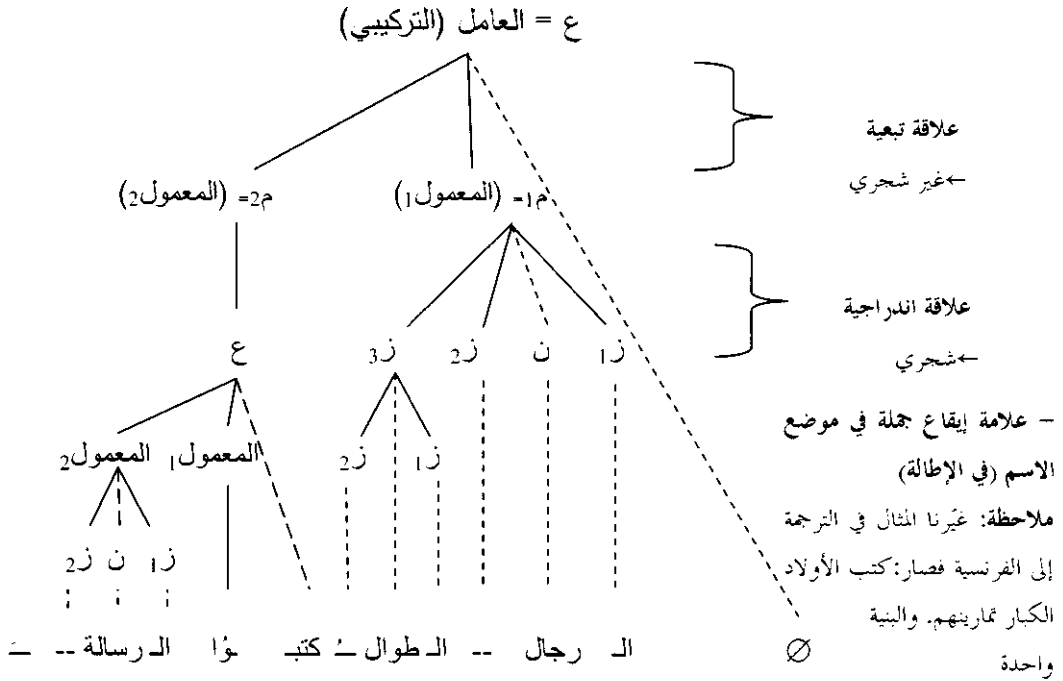 ع = العامل (التركيبي)
علاقة تبعية
←غير شجري
م1= (المعمول1) م2= (المعمول2)
علاقة اندراجية
←شجري
ز1 ن ز2 ز3 ع
ز1 ز2 المعمول1 المعمول2
ز1 ن ز2
– علامة إيقاع جملة في موضع
الاسم (في الإطالة)
ملاحظة: غيّرنا المثال في الترجمة
إلى الفرنسية فصار: كتب الأولاد
الكبار تمارينهم. والبنية
واحدة
∅ الـ رجال -- الـ طوال ـُ كتبـ ـوُا الـ رسالة -- ـَ